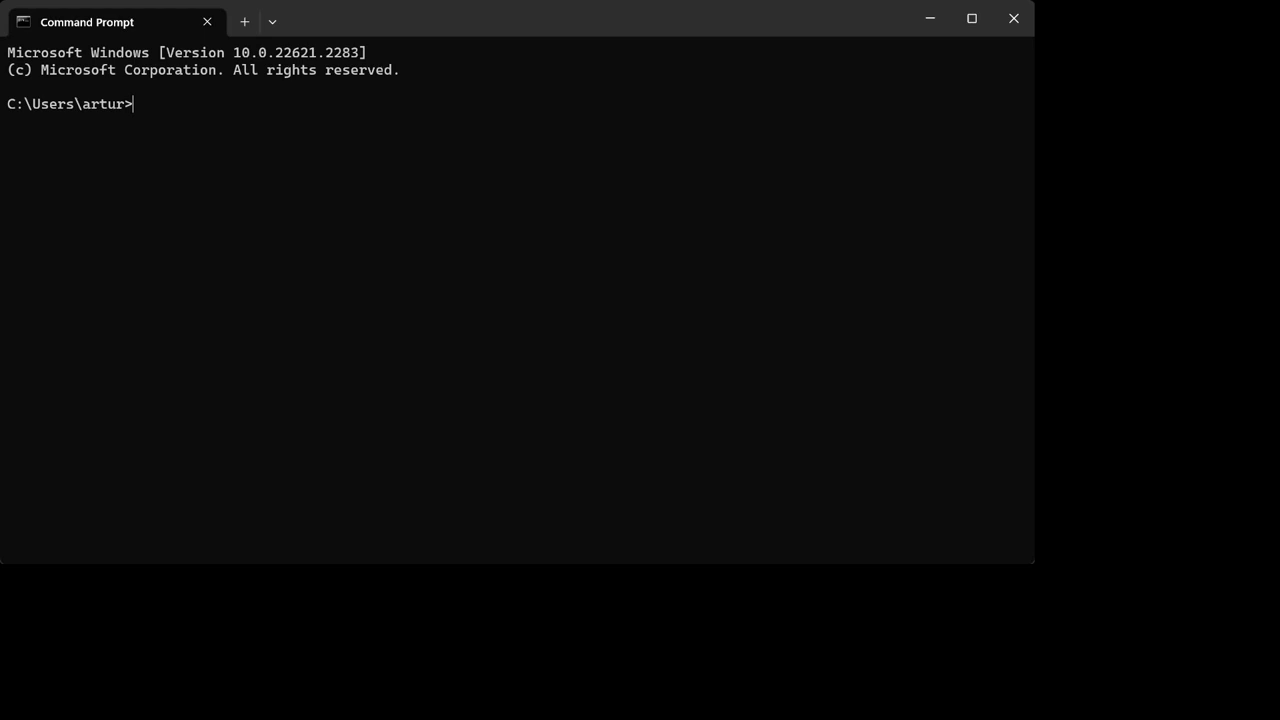 Command Prompt
Microsoft Windows [Version 10.0.22621.2283]
(c) Microsoft Corporation. All rights reserved.
C:\Users\artur>